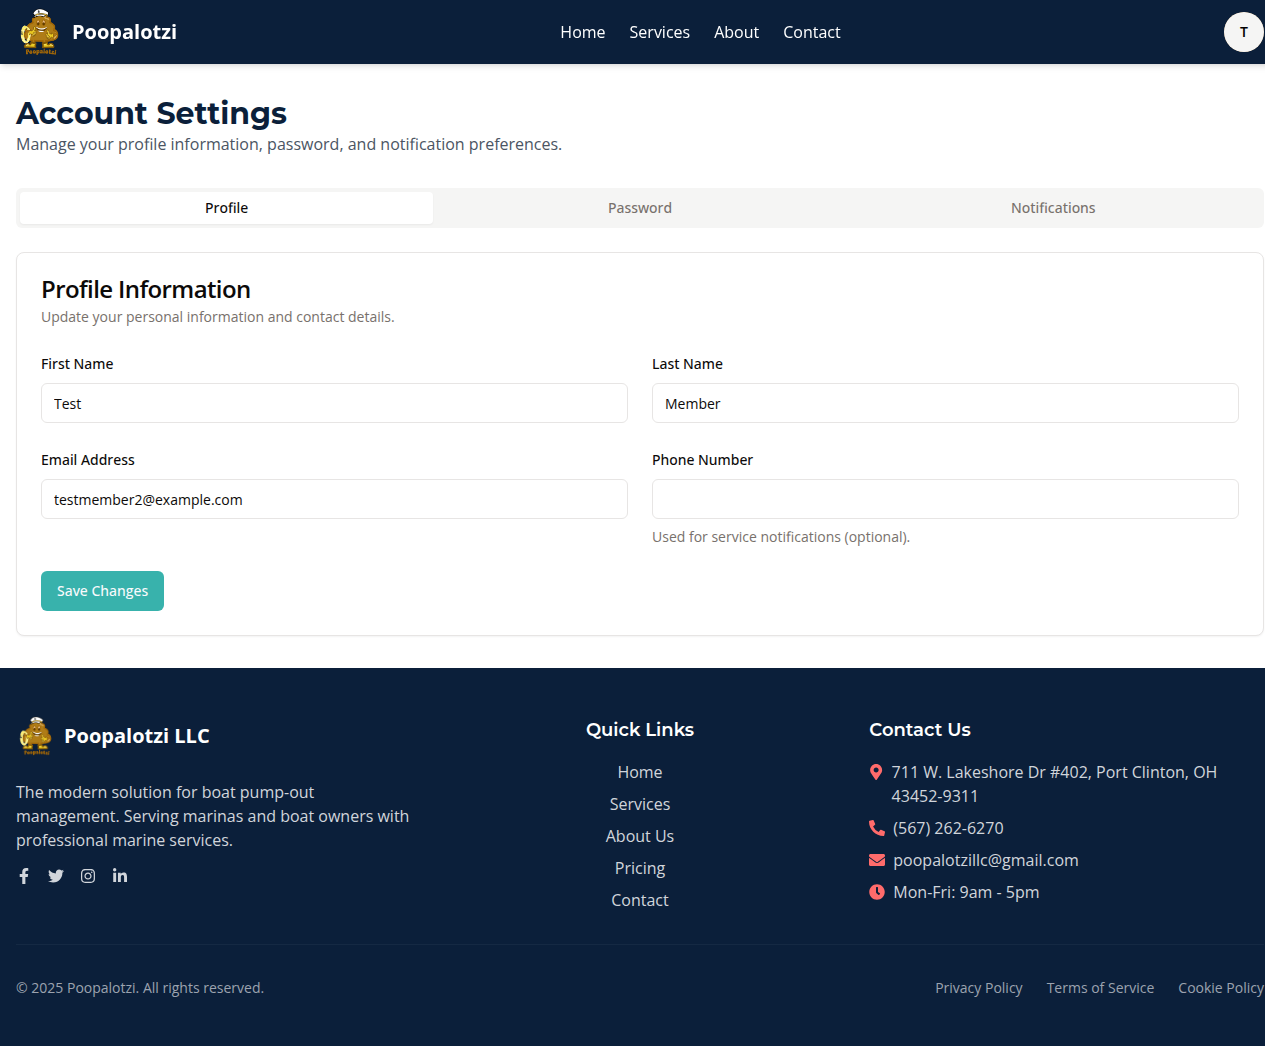 Poopalotzi
Poopalotzi
Home
Services
About
Contact
T
Account Settings
Manage your profile information, password, and notification preferences.
Profile
Password
Notifications
Profile Information
Update your personal information and contact details.
First Name
Last Name
Test
Member
Email Address
Phone Number
testmember2@example.com
Used for service notifications (optional).
Save Changes
Poopalotzi
Poopalotzi LLC
The modern solution for boat pump-out
management. Serving marinas and boat owners with
professional marine services.
Quick Links
Home
Services
About Us
Pricing
Contact
Contact Us
711 W. Lakeshore Dr #402, Port Clinton, OH
43452-9311
(567) 262-6270
poopalotzillc@gmail.com
Mon-Fri: 9am - 5pm
© 2025 Poopalotzi. All rights reserved.
Privacy Policy
Terms of Service
Cookie Policy